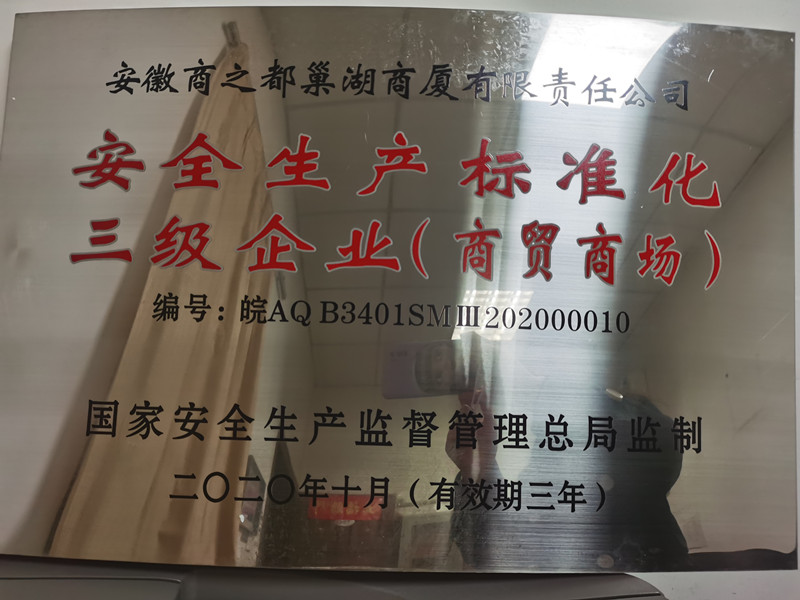 安徽商之都巢湖商厦有限责任公司
安全生产标准化
三级企业(商贸商场)
编号:皖AQ B3401SMⅢ202000010
国家安全生产监督管理总局监制
二〇二〇年十月(有效期三年)